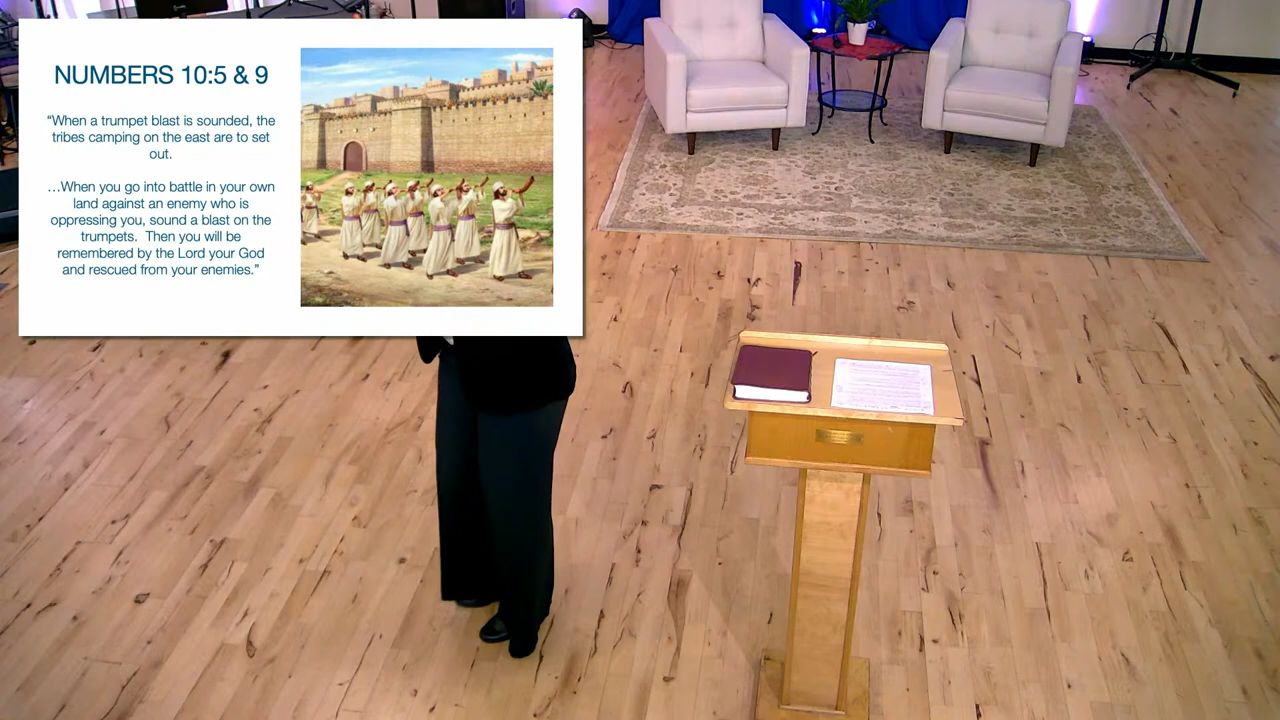 NUMBERS 10:5 & 9
“When a trumpet blast is sounded, the
tribes camping on the east are to set
out.
…When you go into battle in your own
land against an enemy who is
oppressing you, sound a blast on the
trumpets.  Then you will be
remembered by the Lord your God
and rescued from your enemies.”